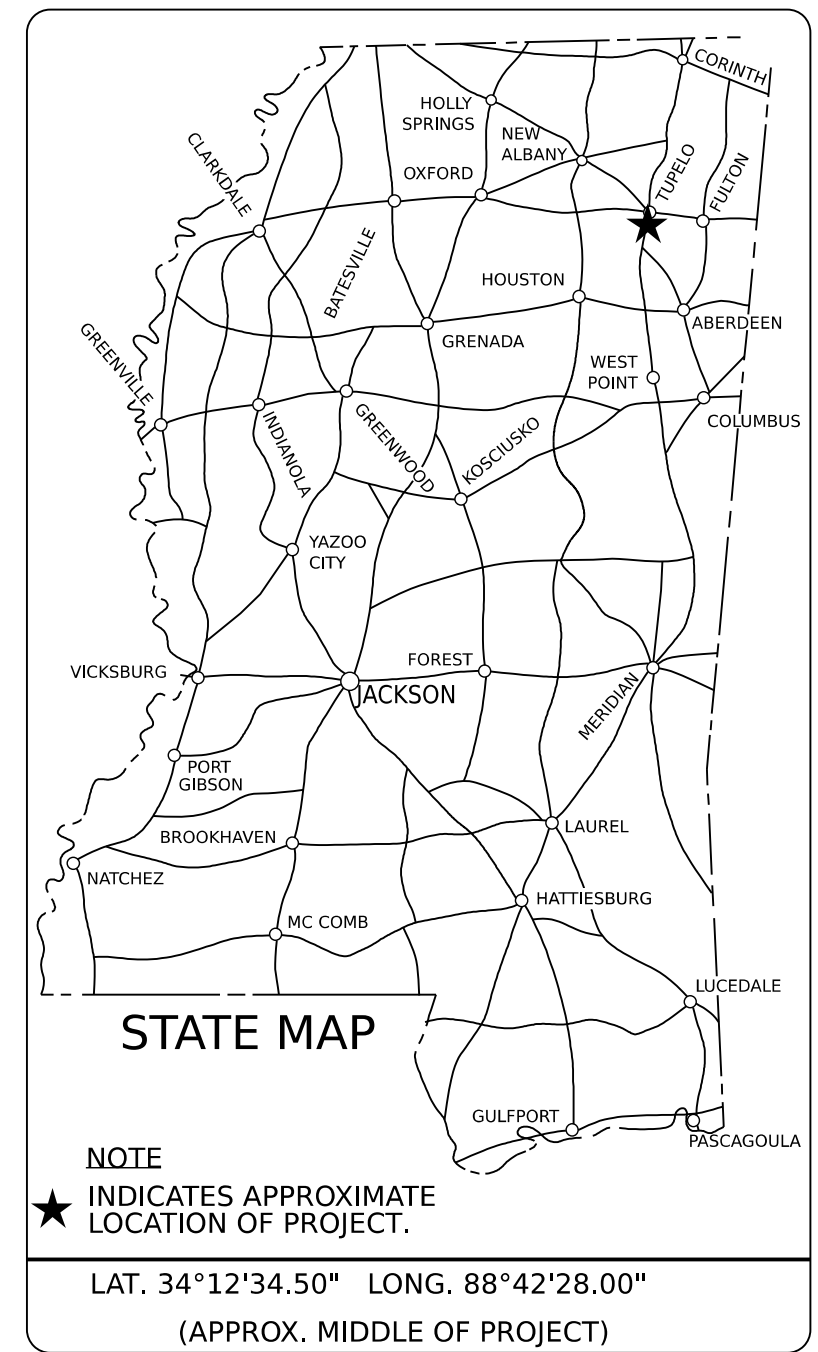 CORINTH
HOLLY
SPRINGS
NEW
ALBANY
CLARKDALE
OXFORD
TUPELO
FULTON
BATESVILLE
HOUSTON
ABERDEEN
GREENVILLE
GRENADA
WEST
POINT
COLUMBUS
INDIANOLA
GREENWOOD
KOSCIUSKO
YAZOO
CITY
VICKSBURG
FOREST
JACKSON
MERIDIAN
PORT
GIBSON
BROOKHAVEN
LAUREL
NATCHEZ
HATTIESBURG
MC COMB
LUCEDALE
STATE MAP
GULFPORT
PASCAGOULA
NOTE
INDICATES APPROXIMATE
LOCATION OF PROJECT.
LAT. 34°12'34.50" LONG. 88°42'28.00"
(APPROX. MIDDLE OF PROJECT)